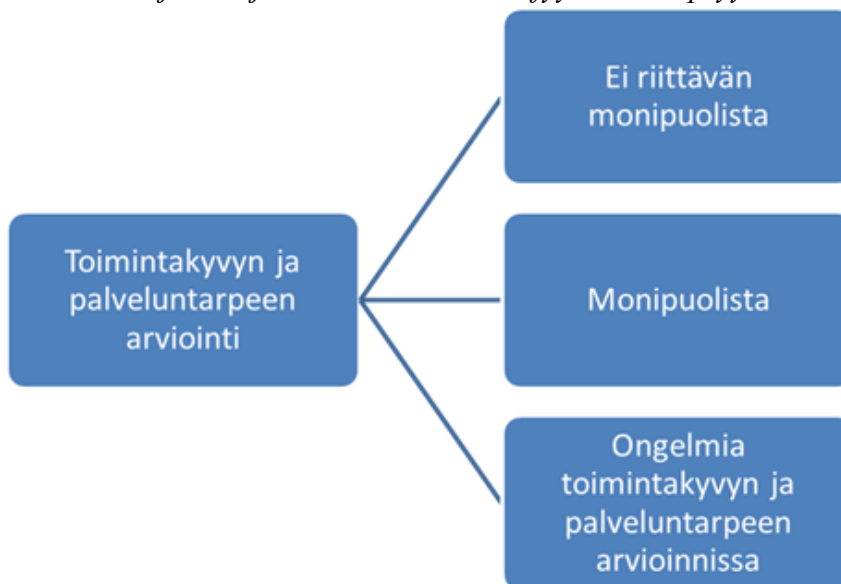 Ei riittävän
monipuolista
Toimintakyvyn ja
palveluntarpeen
arviointi
Monipuolista
Ongelmia
toimintakyvyn ja
palveluntarpeen
arvioinnissa